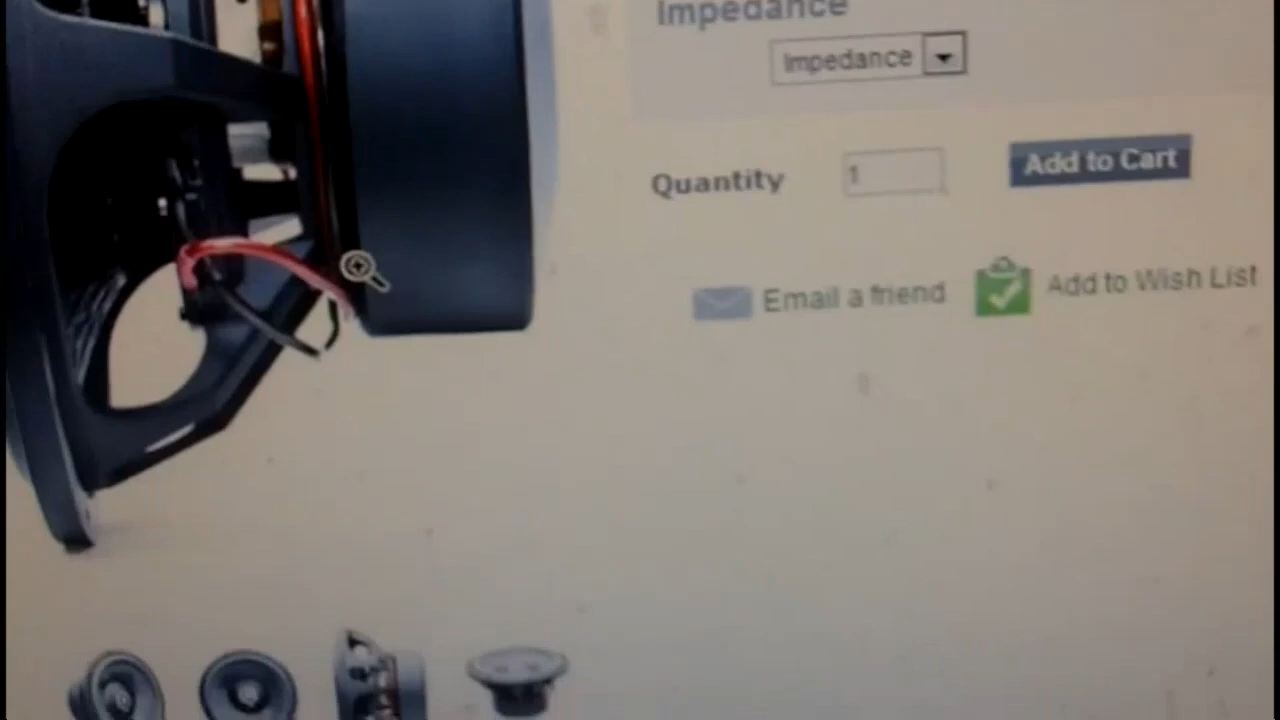 Impedance
Impedance
Quantity
1
Add to Cart
Email a friend
Add to Wish List